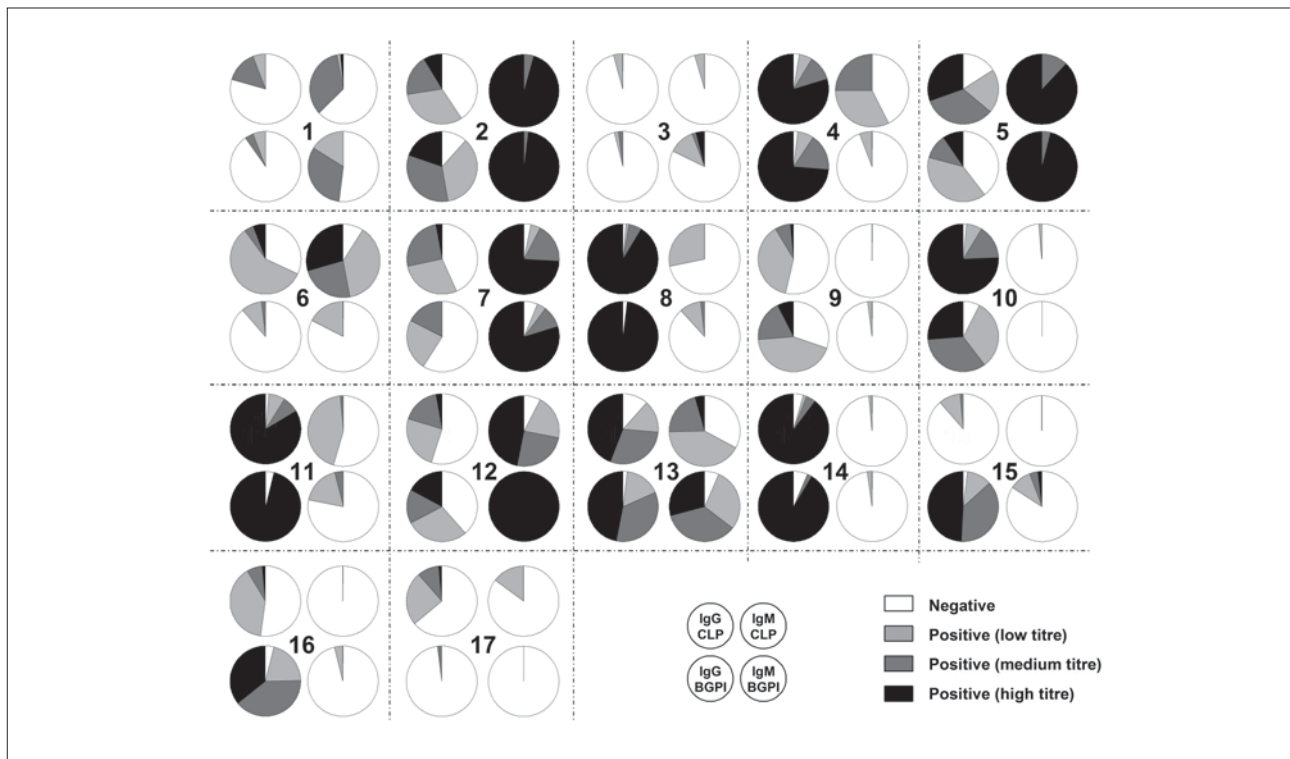 1
2
3
4
5
6
7
8
9
10
11
12
13
14
15
16
17
IgG
CLP
IgM
CLP
IgG
BGPI
IgM
BGPI
Negative
Positive (low titre)
Positive (medium titre)
Positive (high titre)